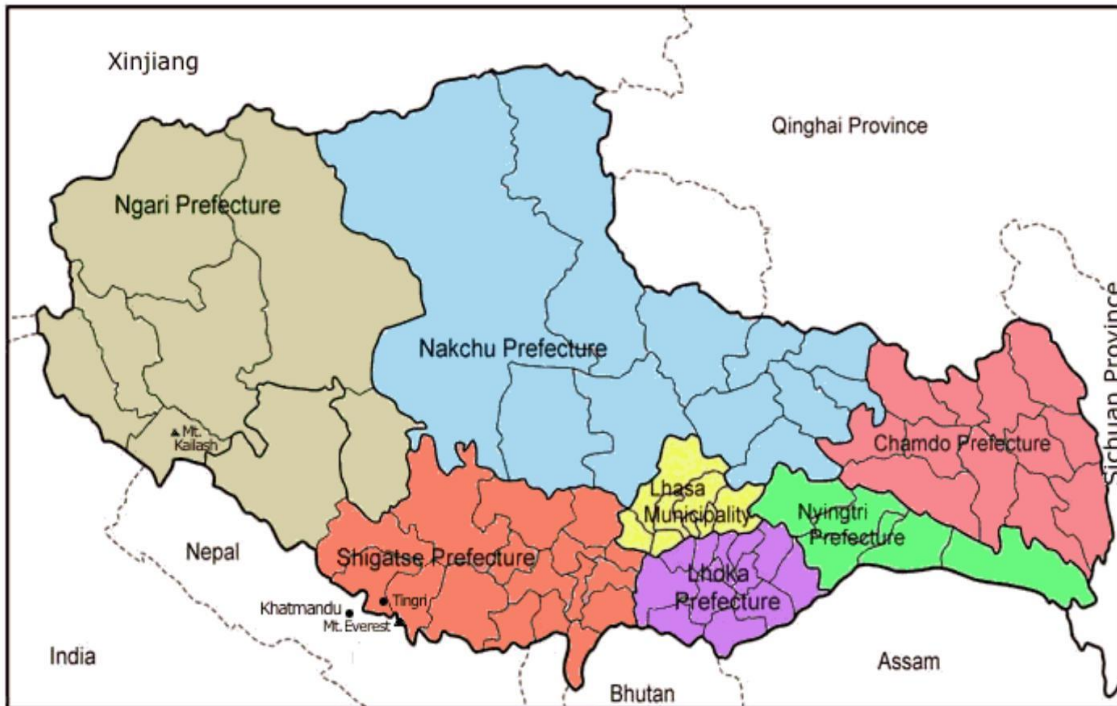 Xinjiang
Qinghai Province
Ngari Prefecture
Sichuan Province
Nakchu Prefecture
Mt.
Kailash
Chamdo Prefecture
Lhasa
Municipality
Nyingtri
Prefecture
Nepal
Shigatse Prefecture
Lhoka
Prefecture
Tingri
Khatmandu
Mt. Everest
India
Assam
Bhutan